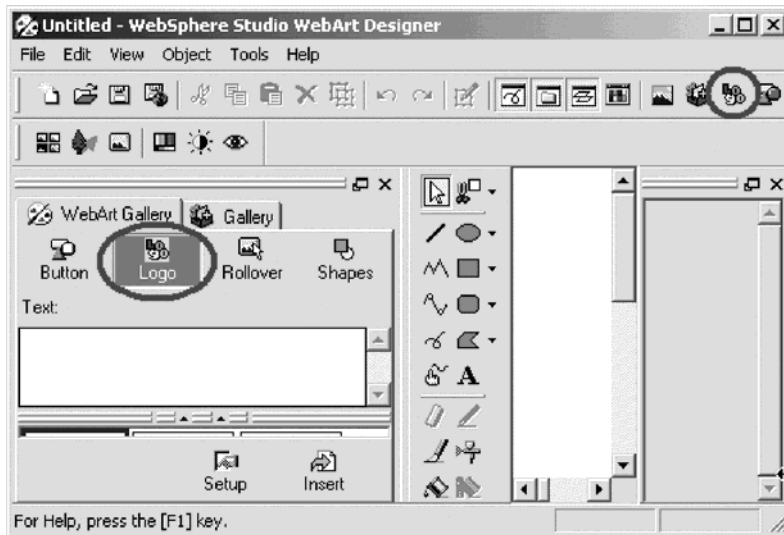 Untitled - WebSphere Studio WebArt Designer
File Edit View Object Tools Help
WebArt Gallery Gallery
Button Logo Rollover Shapes
Text:
A
Setup Insert
For Help, press the [F1] key.